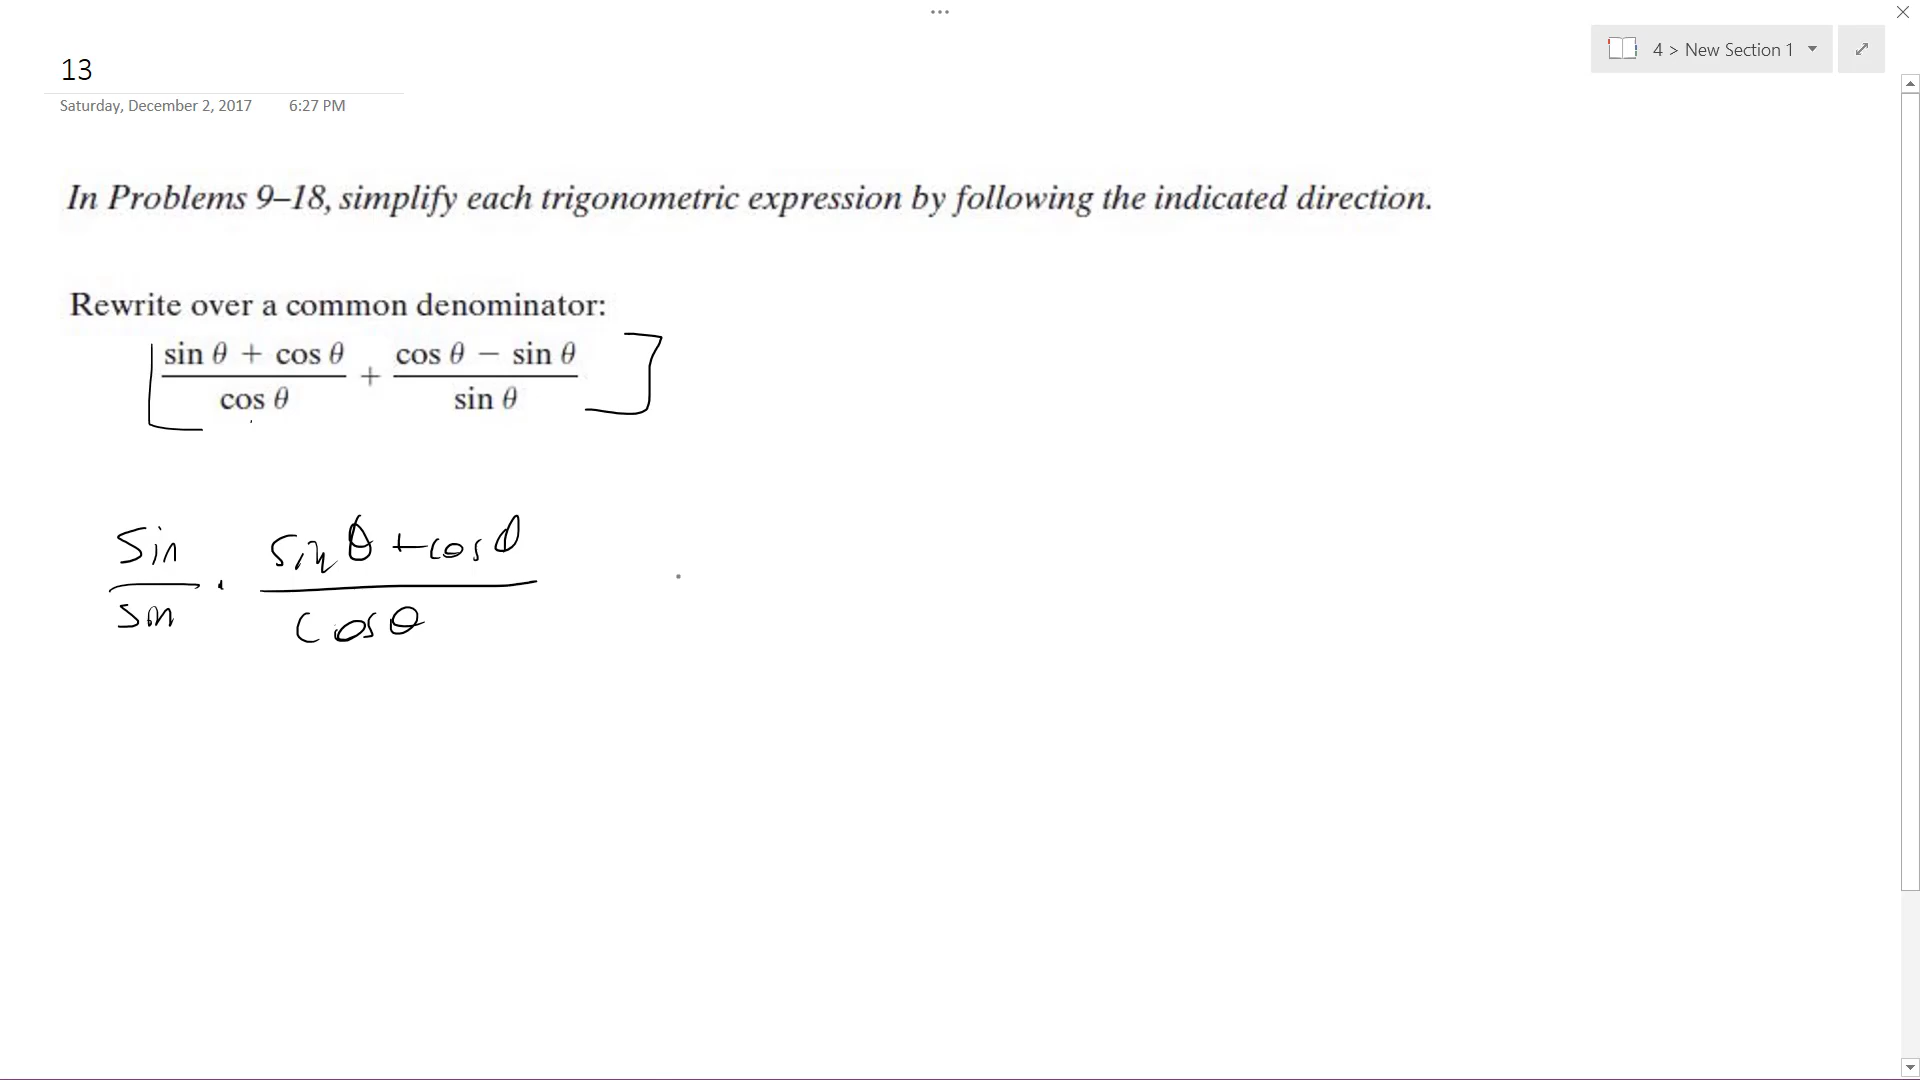 ...
4 > New Section 1
13
Saturday, December 2, 2017 6:27 PM
In Problems 9–18, simplify each trigonometric expression by following the indicated direction.
Rewrite over a common denominator:
sin θ + cos θ cos θ − sin θ
+
cos θ sin θ
Sin · sin θ + cos θ
sin cos θ